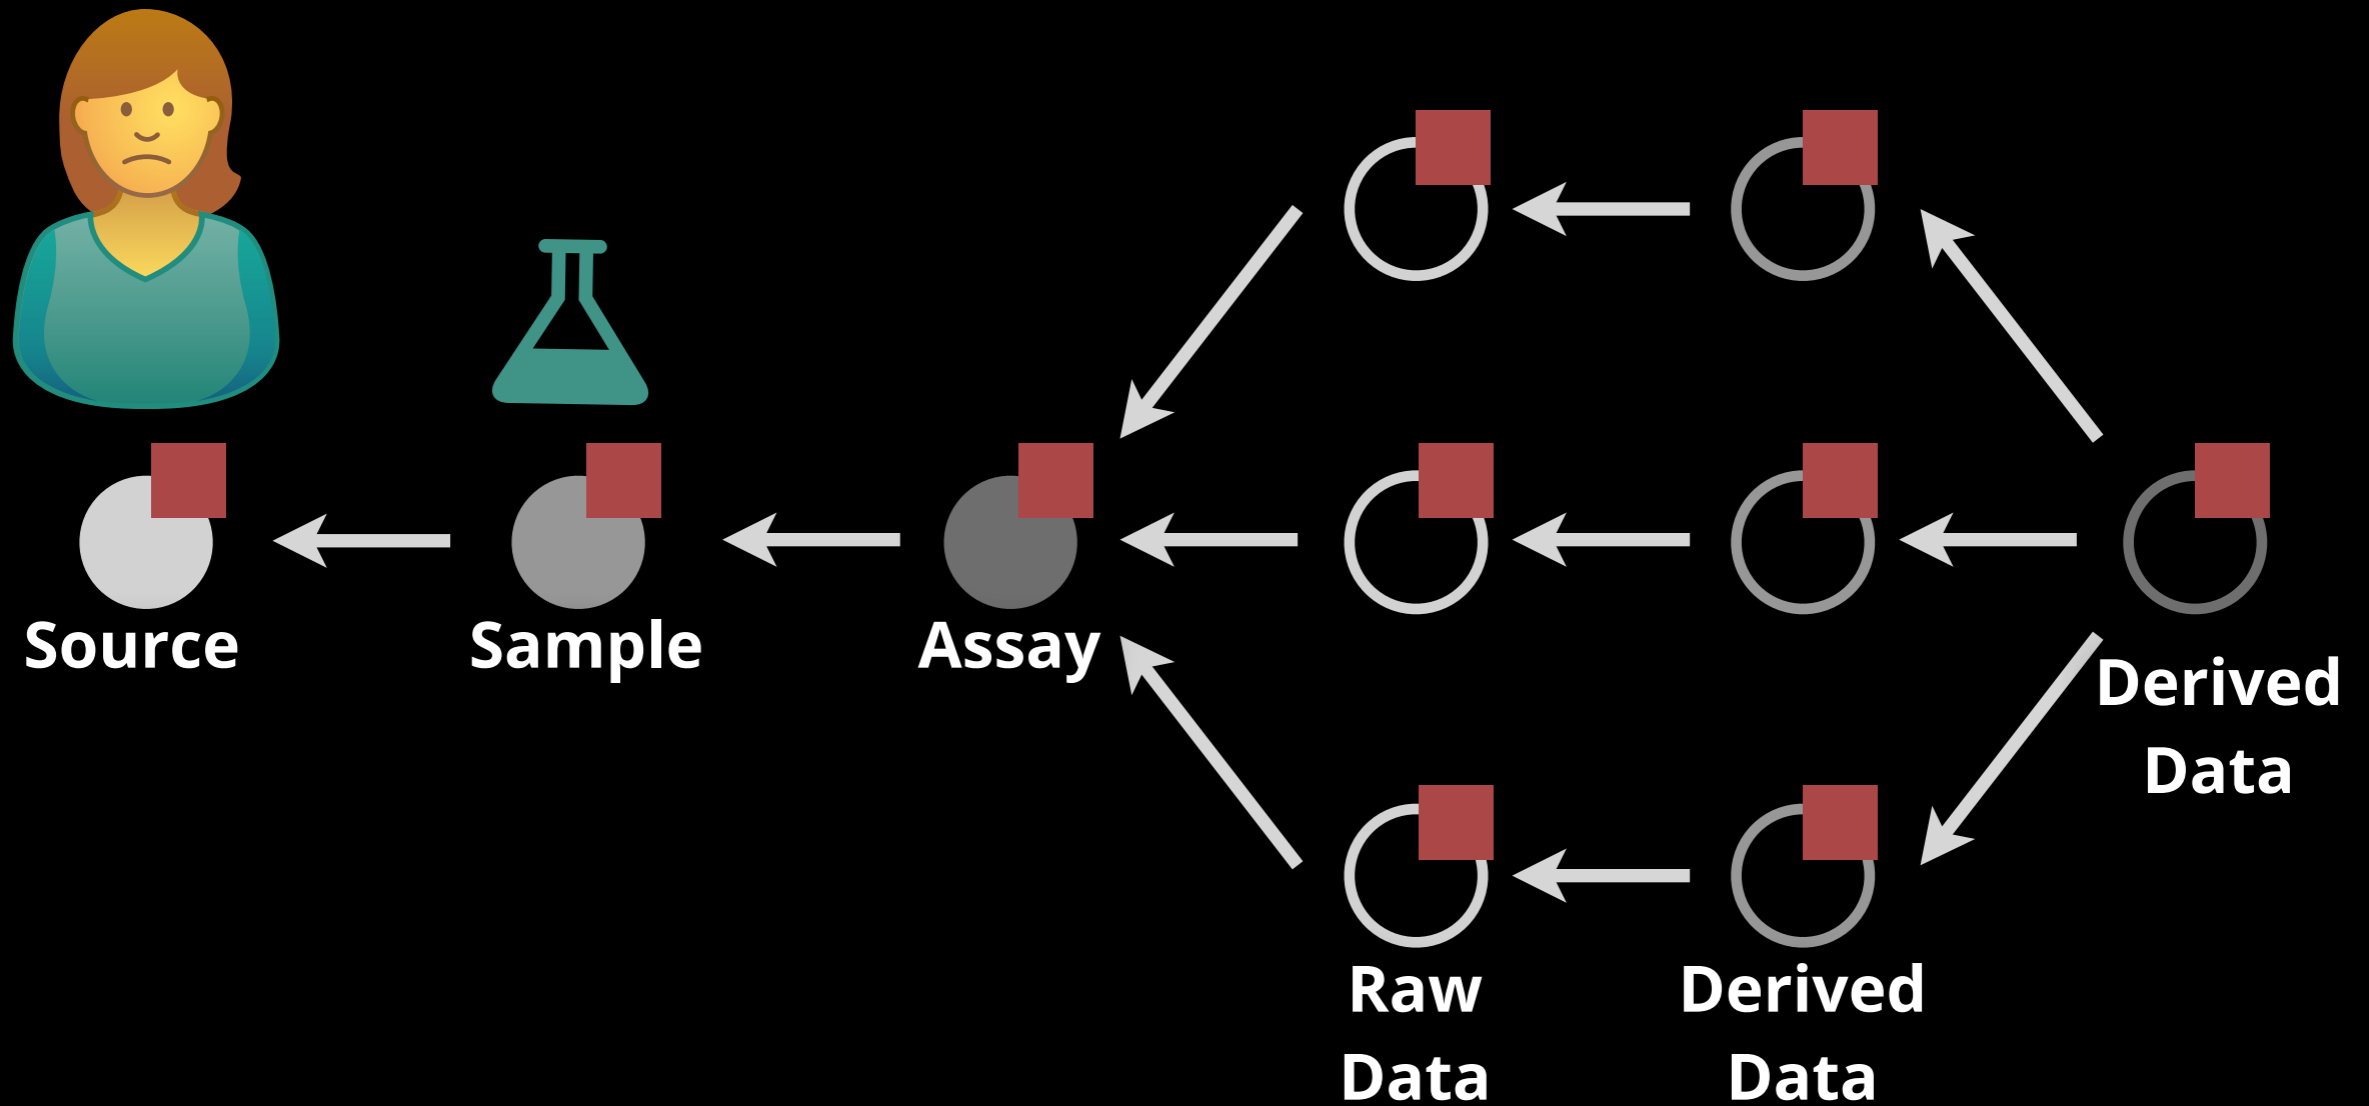 Source
Sample
Assay
Derived
Data
Raw
Data
Derived
Data